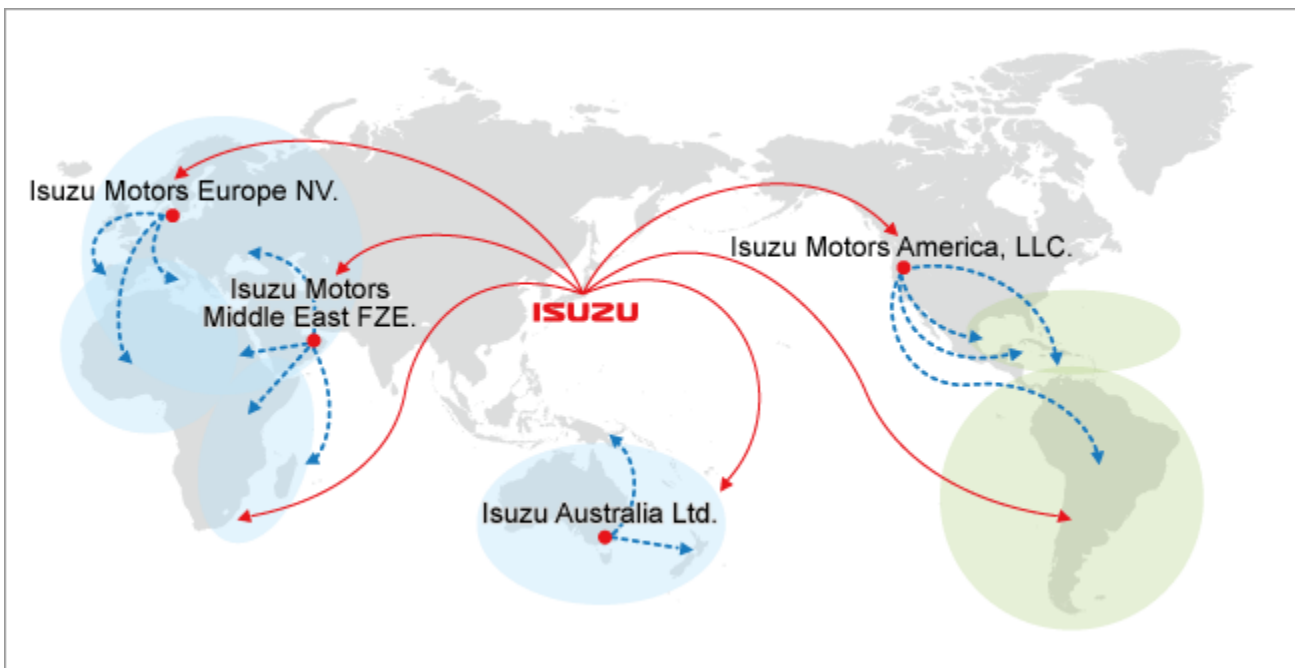 Isuzu Motors Europe NV.
Isuzu Motors America, LLC.
Isuzu Motors
Middle East FZE.
ISUZU
Isuzu Australia Ltd.